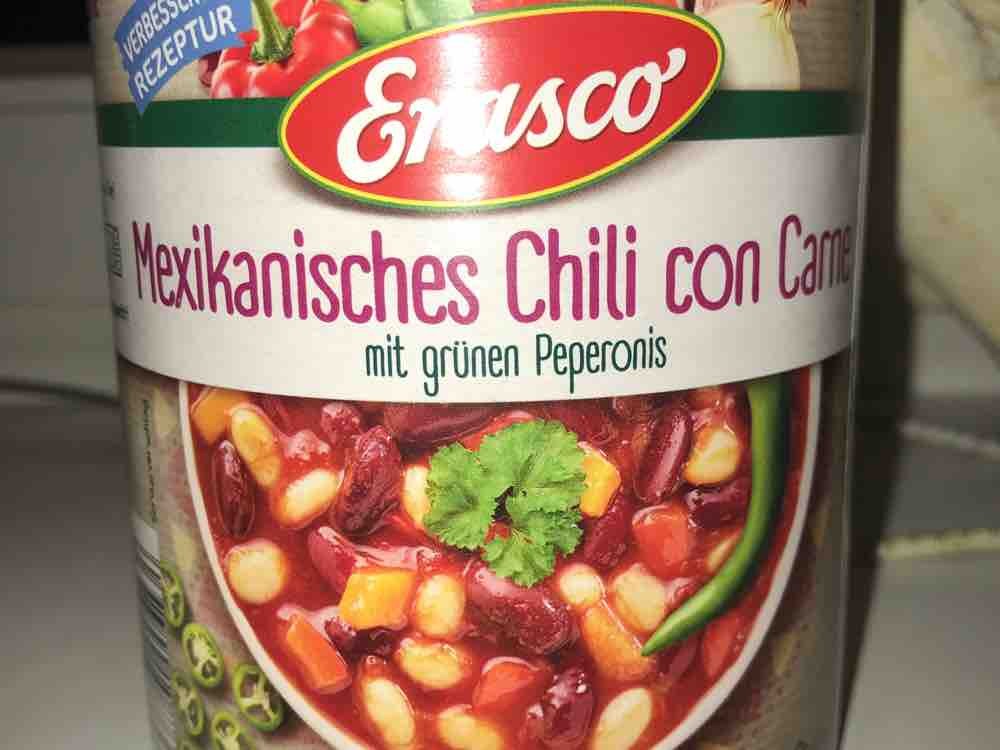 VERBESSERTE
REZEPTUR
Erasco
Mexikanisches Chili con Carne
mit grünen Peperonis